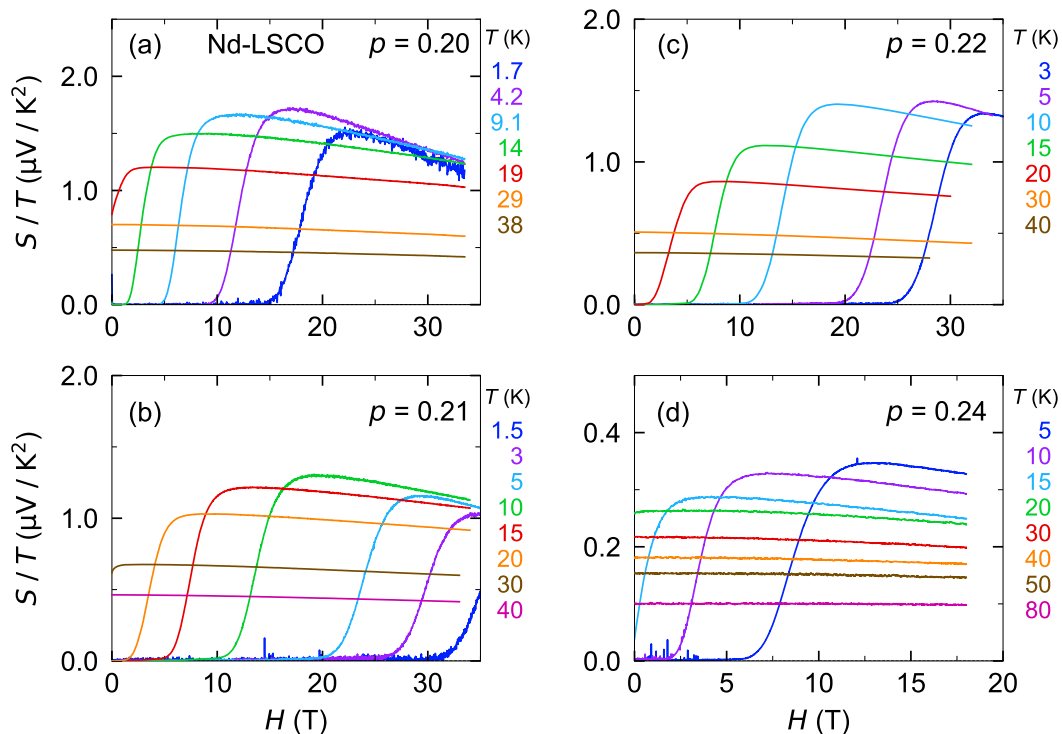 (a) Nd-LSCO p = 0.20
T (K)
1.7
4.2
9.1
14
19
29
38
S / T (µV / K²)
2.0
1.0
0.0
0 10 20 30
(c) p = 0.22
T (K)
3
5
10
15
20
30
40
2.0
1.0
0.0
0 10 20 30
(b) p = 0.21
T (K)
1.5
3
5
10
15
20
30
40
S / T (µV / K²)
2.0
1.0
0.0
0 10 20 30
H (T)
(d) p = 0.24
T (K)
5
10
15
20
30
40
50
80
0.4
0.2
0.0
0 5 10 15 20
H (T)